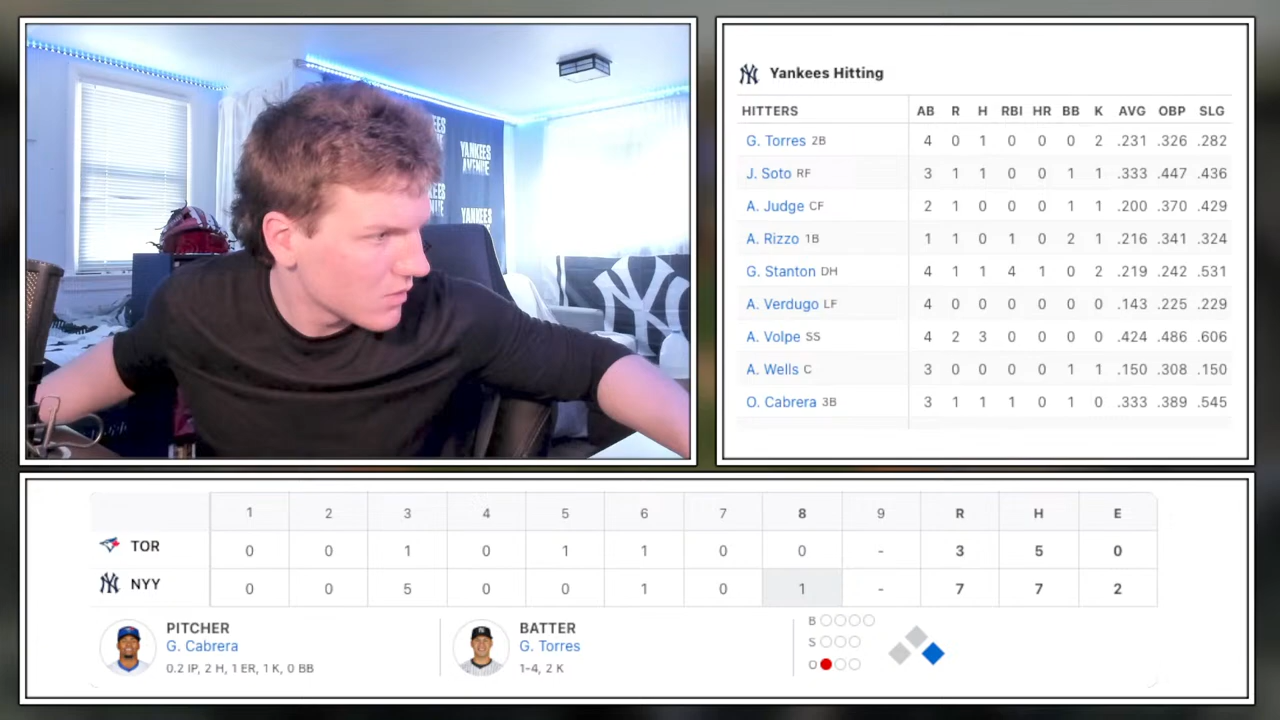 YANKEES
AVENUE
YANKEES
Yankees Hitting
HITTERS AB H RBI HR BB K AVG OBP SLG
G. Torres 2B 4 0 1 0 0 0 2 .231 .326 .282
J. Soto RF 3 1 1 0 0 1 1 .333 .447 .436
A. Judge CF 2 1 0 0 0 1 1 .200 .370 .429
A. Rizzo 1B 1 1 0 1 0 2 1 .216 .341 .324
G. Stanton DH 4 1 1 4 1 0 2 .219 .242 .531
A. Verdugo LF 4 0 0 0 0 0 0 .143 .225 .229
A. Volpe SS 4 2 3 0 0 0 0 .424 .486 .606
A. Wells C 3 0 0 0 0 1 1 .150 .308 .150
O. Cabrera 3B 3 1 1 1 0 1 0 .333 .389 .545
1 2 3 4 5 6 7 8 9 R H E
TOR 0 0 1 0 1 1 0 0 - 3 5 0
NYY 0 0 5 0 0 1 0 1 - 7 7 2
PITCHER
G. Cabrera
0.2 IP, 2 H, 1 ER, 1 K, 0 BB
BATTER
G. Torres
1-4, 2 K
B
S
O